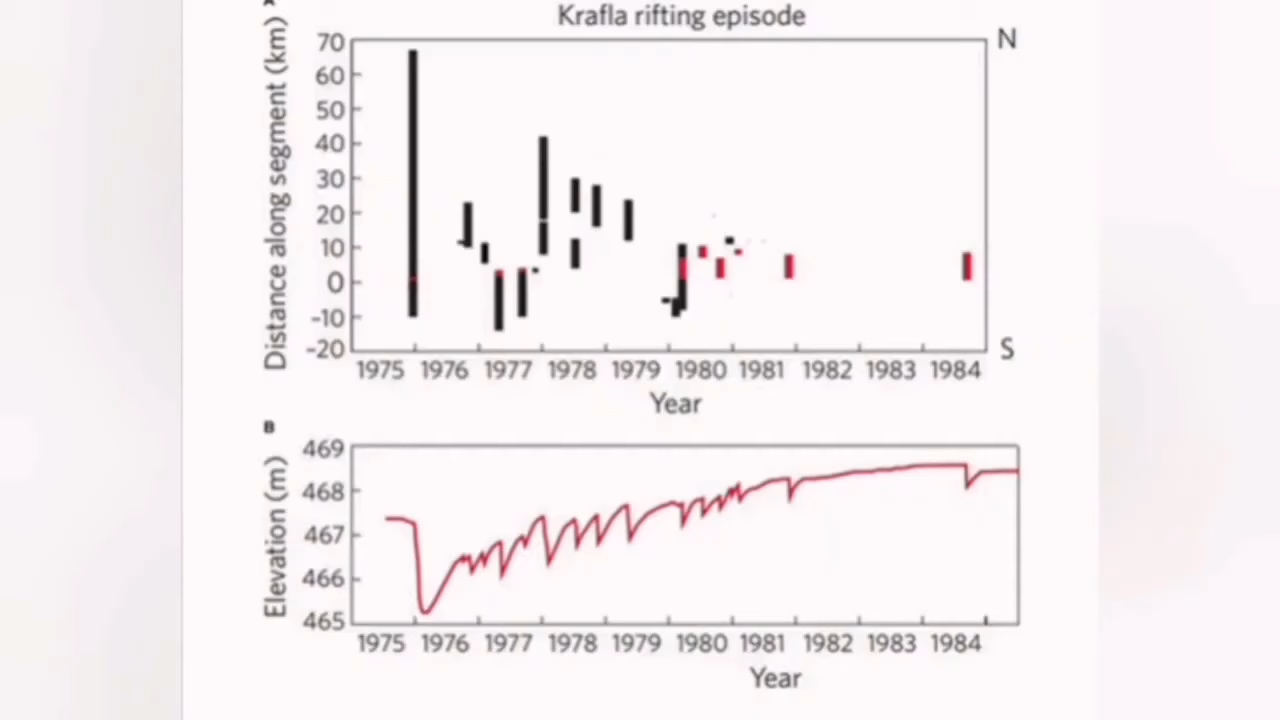 A
Krafla rifting episode
N
Distance along segment (km)
70
60
50
40
30
20
10
0
-10
-20
S
1975 1976 1977 1978 1979 1980 1981 1982 1983 1984
Year
B
Elevation (m)
469
468
467
466
465
1975 1976 1977 1978 1979 1980 1981 1982 1983 1984
Year